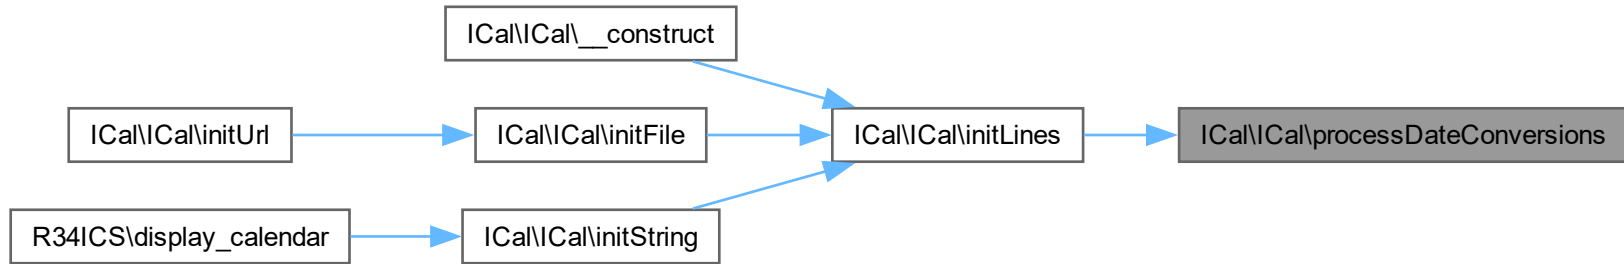 ICal\ICal\__construct
ICal\ICal\initUrl
ICal\ICal\initFile
ICal\ICal\initLines
ICal\ICal\processDateConversions
R34ICS\display_calendar
ICal\ICal\initString